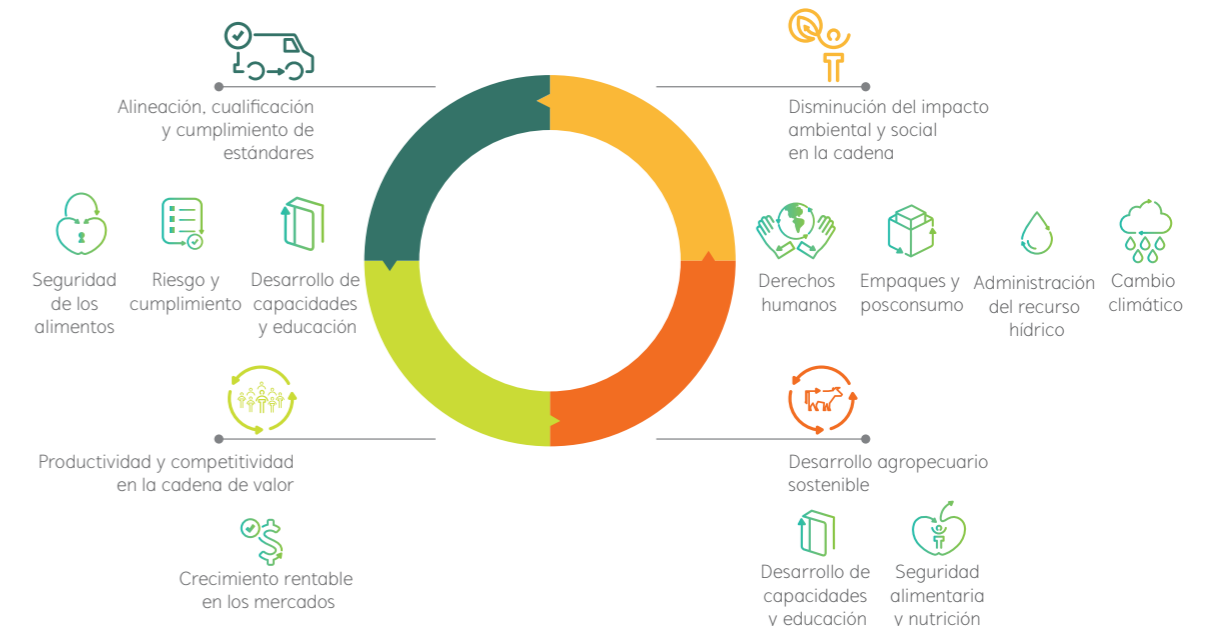 Alineación, cualificación
y cumplimiento de
estándares
Disminución del impacto
ambiental y social
en la cadena
Seguridad
de los
alimentos
Riesgo y
cumplimiento
Desarrollo de
capacidades
y educación
Derechos
humanos
Empaques y
posconsumo
Administración
del recurso
hídrico
Cambio
climático
Productividad y competitividad
en la cadena de valor
Desarrollo agropecuario
sostenible
Crecimiento rentable
en los mercados
Desarrollo de
capacidades
y educación
Seguridad
alimentaria
y nutrición